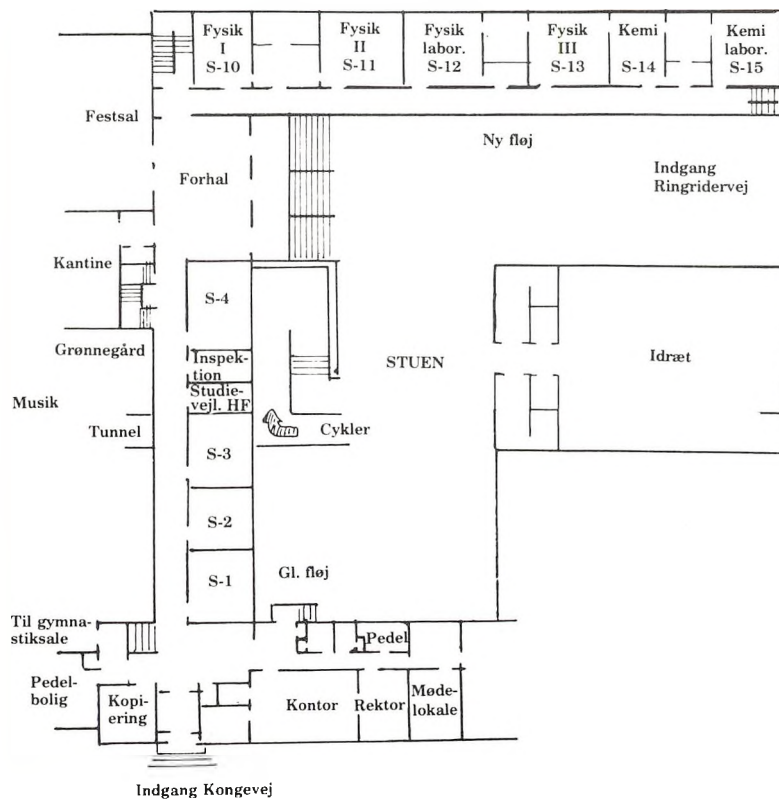 Fysik
I
S-10
Fysik
II
S-11
Fysik
labor.
S-12
Fysik
III
S-13
Kemi
S-14
Kemi
labor.
S-15
Festsal
Ny fløj
Forhal
Indgang
Ringridervej
Kantine
S-4
Grønnegård
Inspek-
tion
STUEN
Idræt
Studie-
vejl. HF
Musik
Tunnel
Cykler
S-3
S-2
S-1
Gl. fløj
Til gymna-
stiksale
Pedel
Pedel-
bolig
Kopi-
ering
Kontor
Rektor
Møde-
lokale
Indgang Kongevej